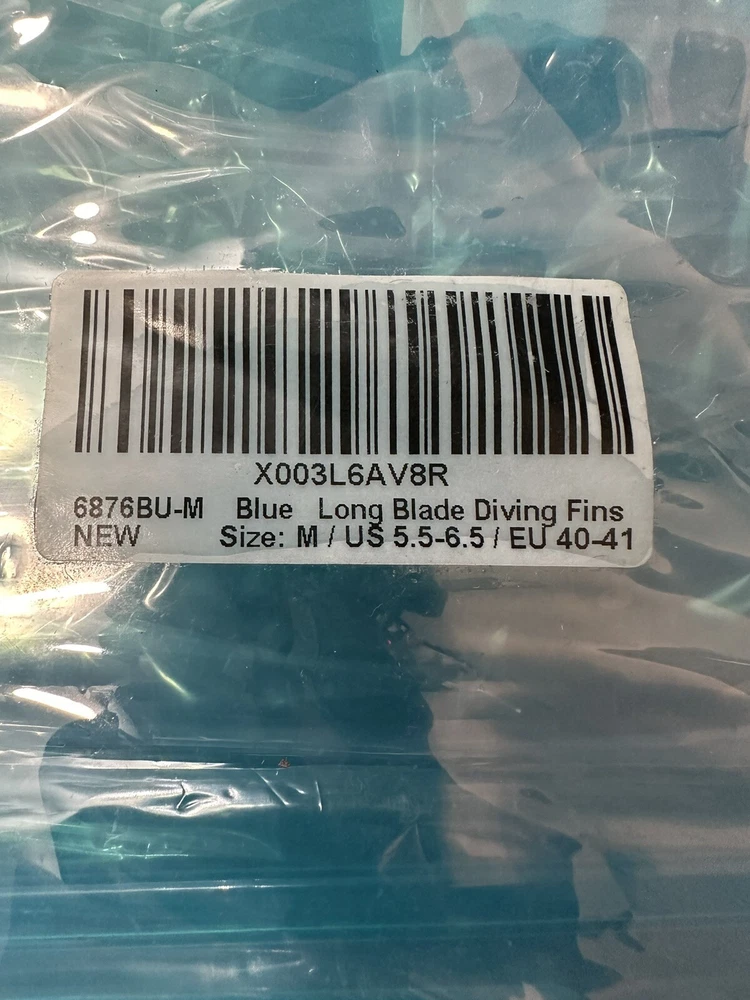 X003L6AV8R
6876BU-M Blue Long Blade Diving Fins
NEW Size: M / US 5.5-6.5 / EU 40-41